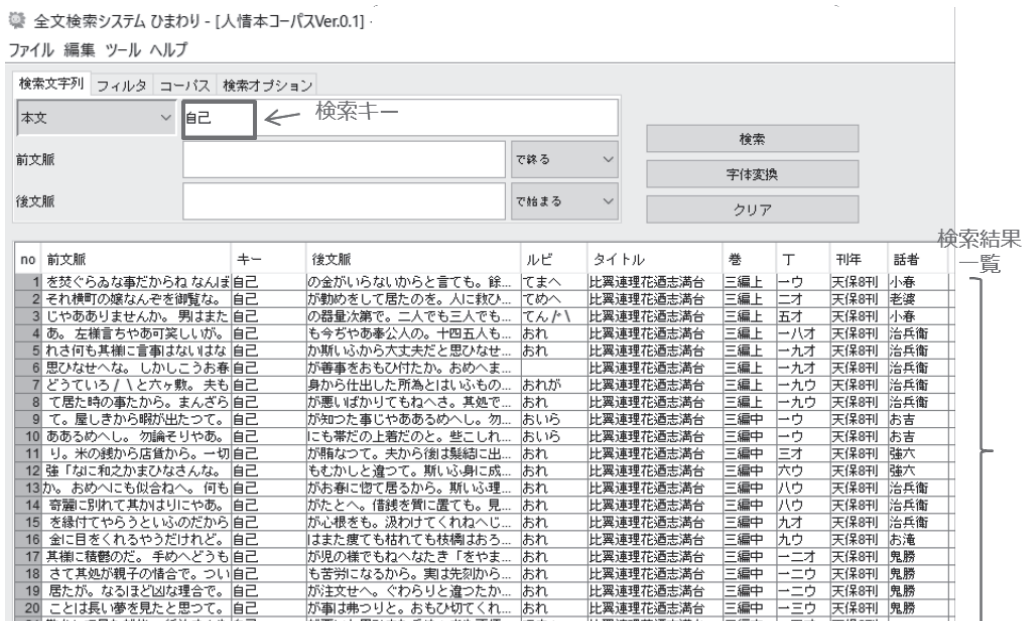 全文検索システム ひまわり - [人情本コーパスVer.0.1]
ファイル 編集 ツール ヘルプ
検索文字列 フィルタ コーパス 検索オプション
本文 自己 検索キー
検索
前文脈 で終る
字体変換
後文脈 で始まる
クリア
検索結果
一覧
no 前文脈 キー 後文脈 ルビ タイトル 巻 丁 刊年 話者
1 を焚ぐらゐな事だからね なんぼ 自己 の金がいらないからと言ても。餘... てまへ 比翼連理花廼志満台 三編上 一ウ 天保8刊 小春
2 それ横町の嬢なんぞを御覧な。 自己 が勤めをして居たのを。人に救ひ... てめへ 比翼連理花廼志満台 三編上 二オ 天保8刊 老婆
3 じやあありませんか。 男はまた 自己 の器量次第で。二人でも三人でも... てん/〵\ 比翼連理花廼志満台 三編上 五オ 天保8刊 小春
4 あ。 左様言ちやあ可笑しいが。 自己 も今ぢやあ奉公人の。十四五人も... おれ 比翼連理花廼志満台 三編上 一八オ 天保8刊 治兵衛
5 れさ何も其様に言事はないはな 自己 か斯いふから大丈夫だと思ひなせ... おれ 比翼連理花廼志満台 三編上 一九オ 天保8刊 治兵衛
6 思ひなせへな。 しかしこうお春 自己 が善事をおもひ付たか。おめへま... 比翼連理花廼志満台 三編上 一九オ 天保8刊 治兵衛
7 どうていろ/\と六ヶ敷。 夫も 自己 身から仕出した所為とはいふもの... おれが 比翼連理花廼志満台 三編上 一九ウ 天保8刊 治兵衛
8 て居た時の事たから。まんざら 自己 が悪いばかりてもねへさ。其処で... おれ 比翼連理花廼志満台 三編上 一九ウ 天保8刊 治兵衛
9 て。屋しきから暇が出たつて。 自己 が知つた事じやああるめへし。勿... おいら 比翼連理花廼志満台 三編中 一ウ 天保8刊 お吉
10 ああるめへし。 勿論そりやあ。 自己 にも帯だの上着だのと。些こしれ... おいら 比翼連理花廼志満台 三編中 一ウ 天保8刊 お吉
11 り。米の銭から店賃から。一切 自己 が賄なつて。夫から後は髪結に出... おれ 比翼連理花廼志満台 三編中 三オ 天保8刊 強六
12 強「なに和之かまひなさんな。 自己 もむかしと違つて。斯いふ身に成... おれ 比翼連理花廼志満台 三編中 六ウ 天保8刊 強六
13 か。 おめへにも似合ねへ。 何も 自己 がお春に惚て居るから。斯いふ理... おれ 比翼連理花廼志満台 三編中 八ウ 天保8刊 治兵衛
14 奇麗に別れて其かはりにやあ。 自己 がたとへ。借銭を質に置ても。見... おれ 比翼連理花廼志満台 三編中 八ウ 天保8刊 治兵衛
15 を縁付てやらうといふのだから 自己 が心根をも。汲わけてくれねへじ... おれ 比翼連理花廼志満台 三編中 九オ 天保8刊 治兵衛
16 金に目をくれるやうだけれど。 自己 はまた痩ても枯れても枝橋はおろ... おれ 比翼連理花廼志満台 三編中 九ウ 天保8刊 お滝
17 其様に積鬱のだ。 手めへどうも 自己 が児の様でもねへなたき「をやま... おれ 比翼連理花廼志満台 三編中 一二オ 天保8刊 鬼勝
18 さて其処が親子の情合で。つい 自己 も苦労になるから。実は先刻から... おれ 比翼連理花廼志満台 三編中 一二ウ 天保8刊 鬼勝
19 居たが。なるほど凶な理合で。 自己 が注文せへ。ぐわらりと違つたか... おれ 比翼連理花廼志満台 三編中 一二ウ 天保8刊 鬼勝
20 ことは長い夢を見たと思つて。 自己 が事は弗つりと。おもひ切てくれ... おれ 比翼連理花廼志満台 三編中 一三ウ 天保8刊 鬼勝